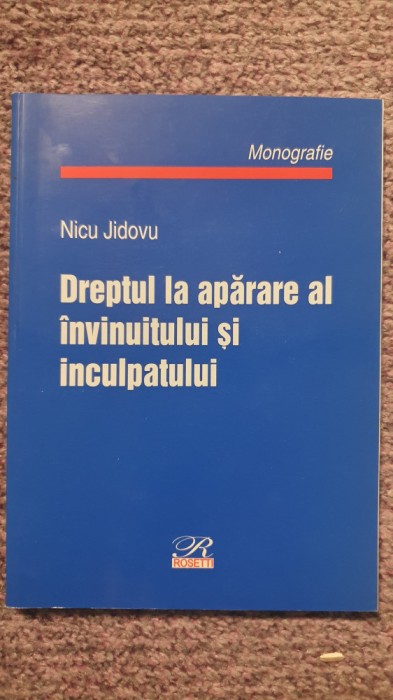 Monografie
Nicu Jidovu
Dreptul la apărare al
învinuitului și
inculpatului
R
ROSETTI